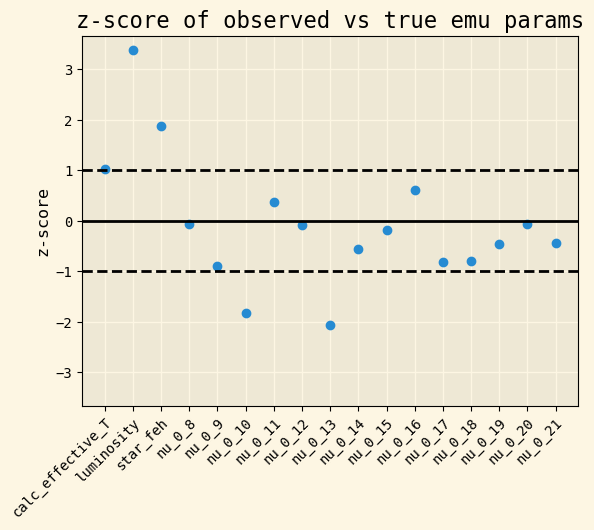 z-score of observed vs true emu params
z-score
3
2
1
0
−1
−2
−3
calc_effective_T
luminosity
star_feh
nu_0_8
nu_0_9
nu_0_10
nu_0_11
nu_0_12
nu_0_13
nu_0_14
nu_0_15
nu_0_16
nu_0_17
nu_0_18
nu_0_19
nu_0_20
nu_0_21